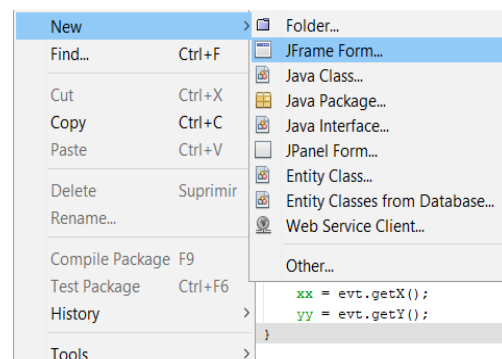 New
Find... Ctrl+F
Cut Ctrl+X
Copy Ctrl+C
Paste Ctrl+V
Delete Suprimir
Rename...
Compile Package F9
Test Package Ctrl+F6
History
Tools
Folder...
JFrame Form...
Java Class...
Java Package...
Java Interface...
JPanel Form...
Entity Class...
Entity Classes from Database...
Web Service Client...
Other...
xx = evt.getX();
yy = evt.getY();
}